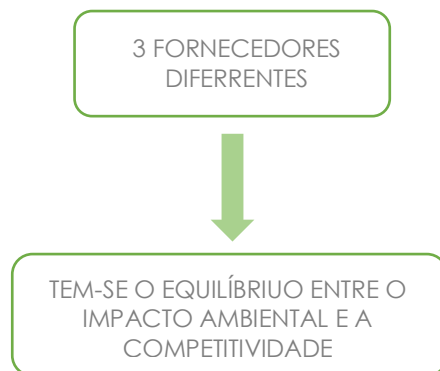 3 FORNECEDORES
DIFERRENTES
TEM-SE O EQUILÍBRIUO ENTRE O
IMPACTO AMBIENTAL E A
COMPETITIVIDADE